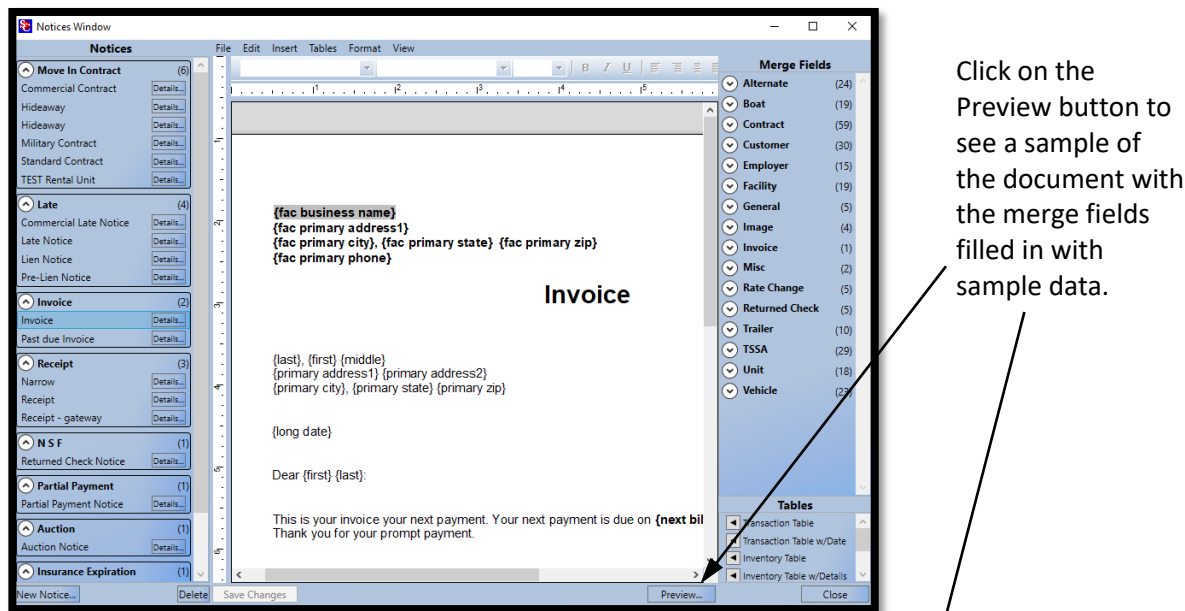 Notices Window
Notices
File Edit Insert Tables Format View
Move In Contract (6)
Commercial Contract Details...
Hideaway Details...
Hideaway Details...
Military Contract Details...
Standard Contract Details...
TEST Rental Unit Details...
Late (4)
Commercial Late Notice Details...
Late Notice Details...
Lien Notice Details...
Pre-Lien Notice Details...
Invoice (2)
Invoice Details...
Past due Invoice Details...
Receipt (3)
Narrow Details...
Receipt Details...
Receipt - gateway Details...
N S F (1)
Returned Check Notice Details...
Partial Payment (1)
Partial Payment Notice Details...
Auction (1)
Auction Notice Details...
Insurance Expiration (1)
New Notice... Delete Save Changes Preview... Close
B I U
1 2 3 4 5
1 2 3 4 5 6
{fac business name}
{fac primary address1}
{fac primary city}, {fac primary state} {fac primary zip}
{fac primary phone}
Invoice
{last}, {first} {middle}
{primary address1} {primary address2}
{primary city}, {primary state} {primary zip}
{long date}
Dear {first} {last}:
This is your invoice your next payment. Your next payment is due on {next bil
Thank you for your prompt payment.
Merge Fields
Alternate (24)
Boat (19)
Contract (59)
Customer (30)
Employer (15)
Facility (19)
General (5)
Image (4)
Invoice (1)
Misc (2)
Rate Change (5)
Returned Check (5)
Trailer (10)
TSSA (29)
Unit (18)
Vehicle
Tables
Transaction Table
Transaction Table w/Date
Inventory Table
Inventory Table w/Details
Click on the
Preview button to
see a sample of
the document with
the merge fields
filled in with
sample data.